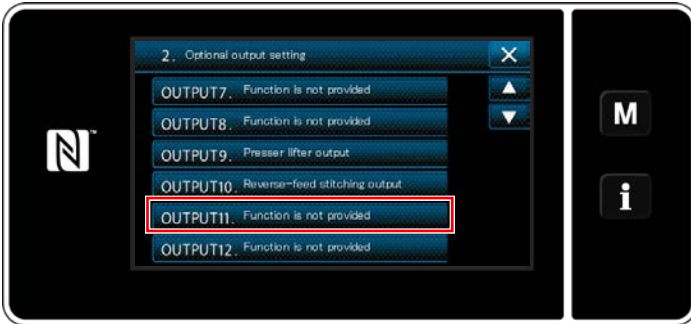 2. Optional output setting
OUTPUT7. Function is not provided
OUTPUT8. Function is not provided
OUTPUT9. Presser lifter output
OUTPUT10. Reverse-feed stitching output
OUTPUT11. Function is not provided
OUTPUT12. Function is not provided
M
i